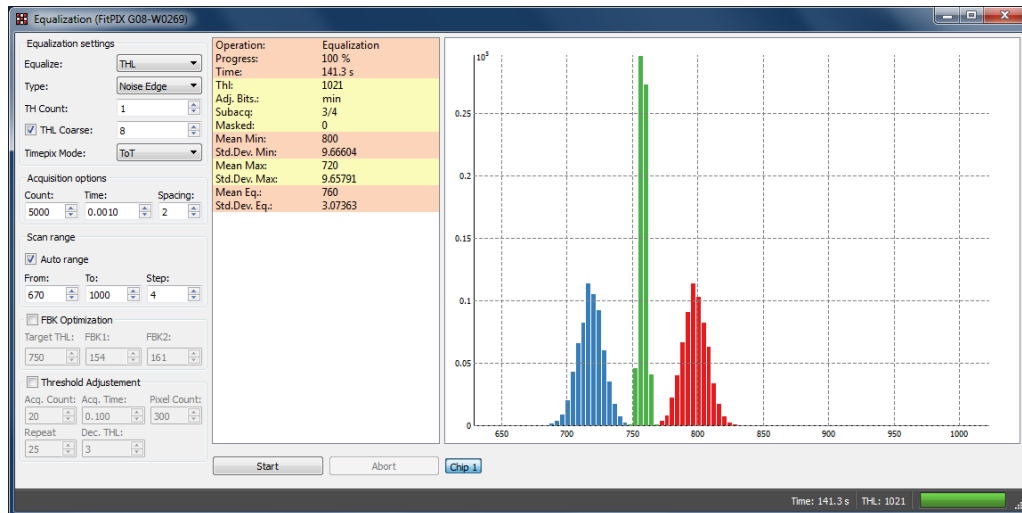 Equalization (FitPIX G08-W0269)
Equalization settings
Equalize: THL
Type: Noise Edge
TH Count: 1
THL Coarse: 8
Timepix Mode: ToT
Acquisition options
Count: Time: Spacing:
5000 0.0010 2
Scan range
Auto range
From: To: Step:
670 1000 4
FBK Optimization
Target THL: FBK1: FBK2:
750 154 161
Threshold Adjustement
Acq. Count: Acq. Time: Pixel Count:
20 0.100 300
Repeat Dec. THL:
25 3
Operation: Equalization
Progress: 100 %
Time: 141.3 s
Thl: 1021
Adj. Bits.: min
Subacq: 3/4
Masked: 0
Mean Min: 800
Std.Dev. Min: 9.66604
Mean Max: 720
Std.Dev. Max: 9.65791
Mean Eq.: 760
Std.Dev. Eq.: 3.07363
Start Abort
10⁵
0.25
0.2
0.15
0.1
0.05
0
650 700 750 800 850 900 950 1000
Chip 1
Time: 141.3 s THL: 1021